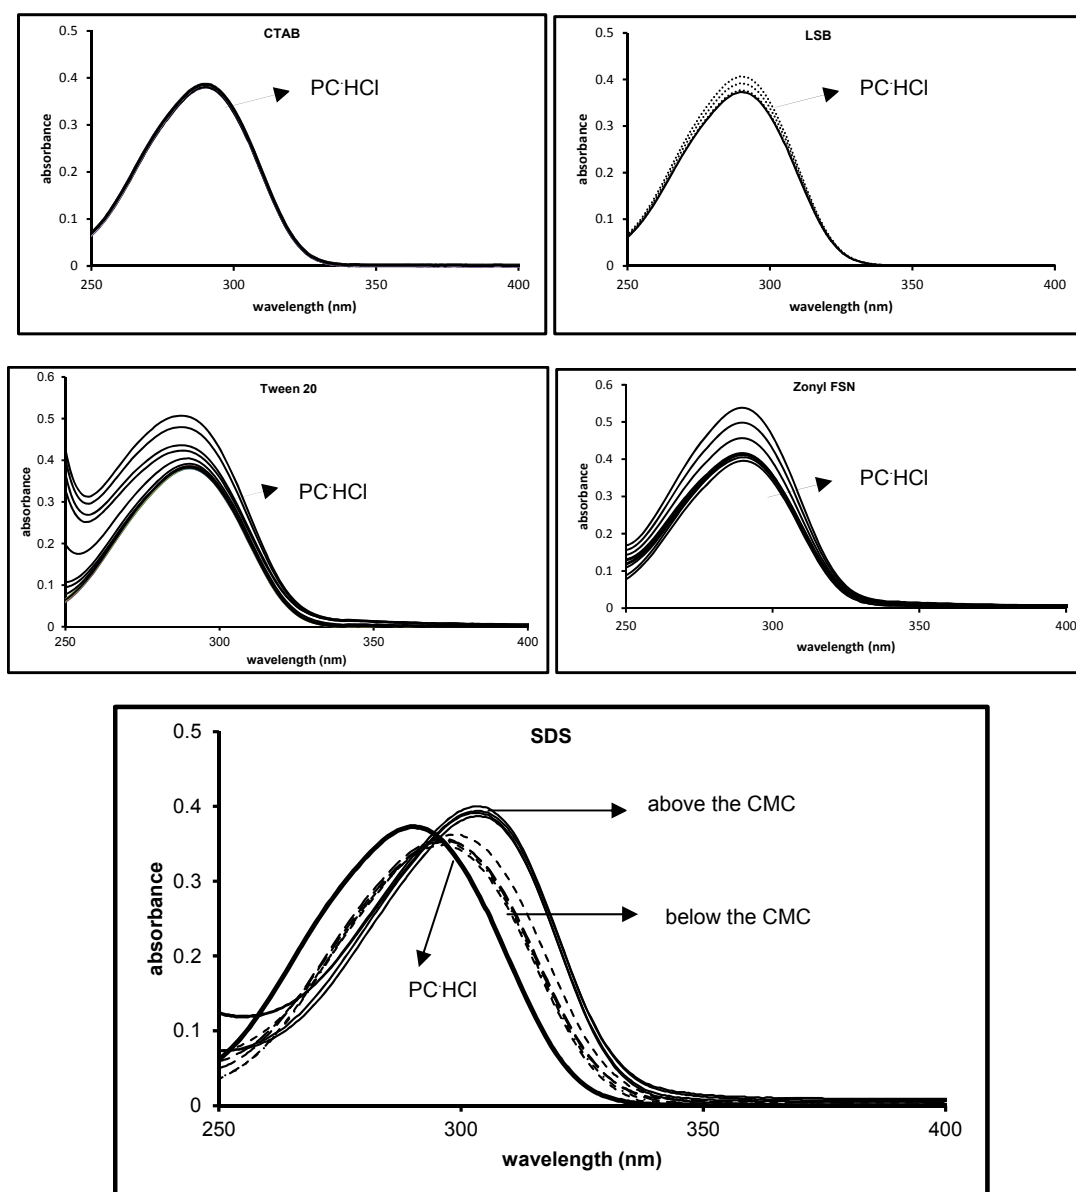 CTAB
0.5
0.4
0.3
0.2
0.1
0
absorbance
PC·HCl
250
300
350
400
wavelength (nm)
LSB
0.5
0.4
0.3
0.2
0.1
0
absorbance
PC·HCl
250
300
350
400
wavelength (nm)
Tween 20
0.6
0.5
0.4
0.3
0.2
0.1
0
absorbance
PC·HCl
250
300
350
400
wavelength (nm)
Zonyl FSN
0.6
0.5
0.4
0.3
0.2
0.1
0
absorbance
PC·HCl
250
300
350
400
wavelength (nm)
SDS
0.5
0.4
0.3
0.2
0.1
0
absorbance
above the CMC
below the CMC
PC·HCl
250
300
350
400
wavelength (nm)